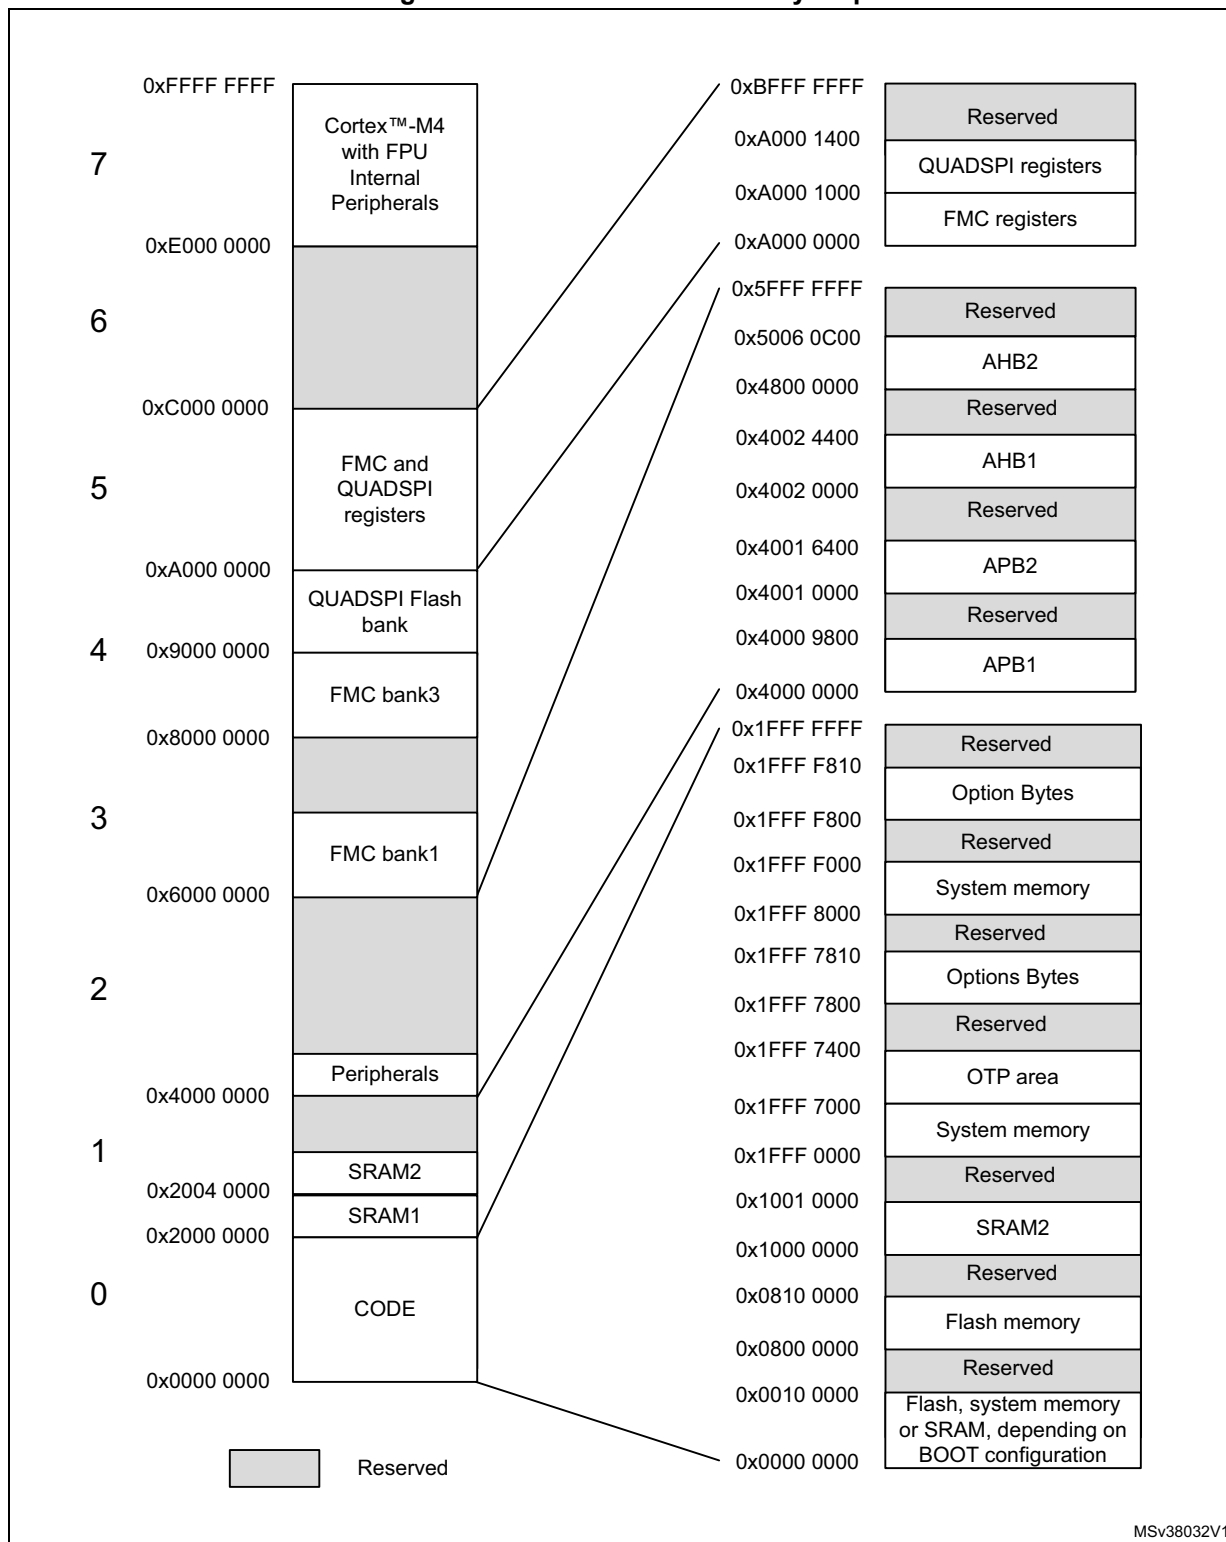 0xFFFF FFFF
Cortex™-M4
with FPU
Internal
Peripherals
7
0xE000 0000
6
0xC000 0000
FMC and
QUADSPI
registers
5
0xA000 0000
QUADSPI Flash
bank
4
0x9000 0000
FMC bank3
0x8000 0000
3
FMC bank1
0x6000 0000
2
Peripherals
0x4000 0000
1
SRAM2
0x2004 0000
SRAM1
0x2000 0000
0
CODE
0x0000 0000
Reserved
0xBFFF FFFF
Reserved
0xA000 1400
QUADSPI registers
0xA000 1000
FMC registers
0xA000 0000
0x5FFF FFFF
Reserved
0x5006 0C00
AHB2
0x4800 0000
Reserved
0x4002 4400
AHB1
0x4002 0000
Reserved
0x4001 6400
APB2
0x4001 0000
Reserved
0x4000 9800
APB1
0x4000 0000
0x1FFF FFFF
Reserved
0x1FFF F810
Option Bytes
0x1FFF F800
Reserved
0x1FFF F000
System memory
0x1FFF 8000
Reserved
0x1FFF 7810
Options Bytes
0x1FFF 7800
Reserved
0x1FFF 7400
OTP area
0x1FFF 7000
System memory
0x1FFF 0000
Reserved
0x1001 0000
SRAM2
0x1000 0000
Reserved
0x0810 0000
Flash memory
0x0800 0000
Reserved
0x0010 0000
Flash, system memory
or SRAM, depending on
BOOT configuration
0x0000 0000
MSv38032V1